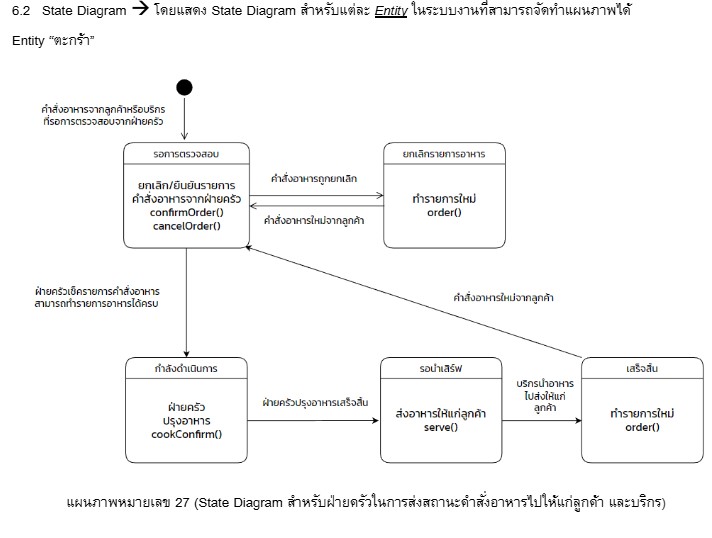 6.2 State Diagram → โดยแสดง State Diagram สำหรับแต่ละ Entity ในระบบงานที่สามารถจัดทำแผนภาพได้
Entity “ตะกร้า”
คำสั่งอาหารจากลูกค้าหรือบริกร
ที่รอการตรวจสอบจากฝ่ายครัว
รอการตรวจสอบ
ยกเลิก/ยืนยันรายการ
คำสั่งอาหารจากฝ่ายครัว
confirmOrder()
cancelOrder()
คำสั่งอาหารถูกยกเลิก
คำสั่งอาหารใหม่จากลูกค้า
ยกเลิกรายการอาหาร
ทำรายการใหม่
order()
ฝ่ายครัวเช็ครายการคำสั่งอาหาร
สามารถทำรายการอาหารได้ครบ
คำสั่งอาหารใหม่จากลูกค้า
กำลังดำเนินการ
ฝ่ายครัว
ปรุงอาหาร
cookConfirm()
ฝ่ายครัวปรุงอาหารเสร็จสิ้น
รอนำเสิร์ฟ
ส่งอาหารให้แก่ลูกค้า
serve()
บริกรนำอาหาร
ไปส่งให้แก่
ลูกค้า
เสร็จสิ้น
ทำรายการใหม่
order()
แผนภาพหมายเลข 27 (State Diagram สำหรับฝ่ายครัวในการส่งสถานะคำสั่งอาหารไปให้แก่ลูกค้า และบริกร)